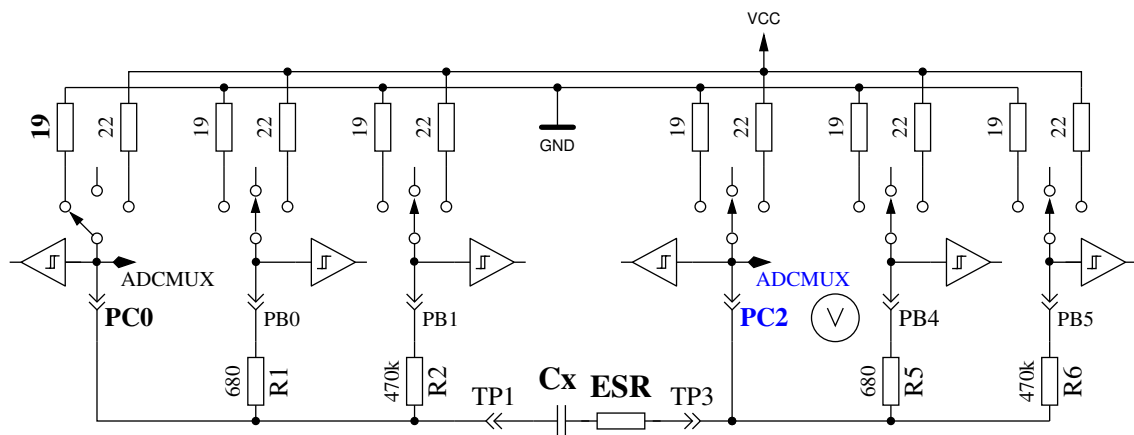 VCC
19
22
19
22
19
22
GND
19
22
19
22
19
22
ADCMUX
ADCMUX
PC0
PB0
PB1
PC2
V
PB4
PB5
680
R1
470k
R2
Cx
ESR
680
R5
470k
R6
TP1
TP3